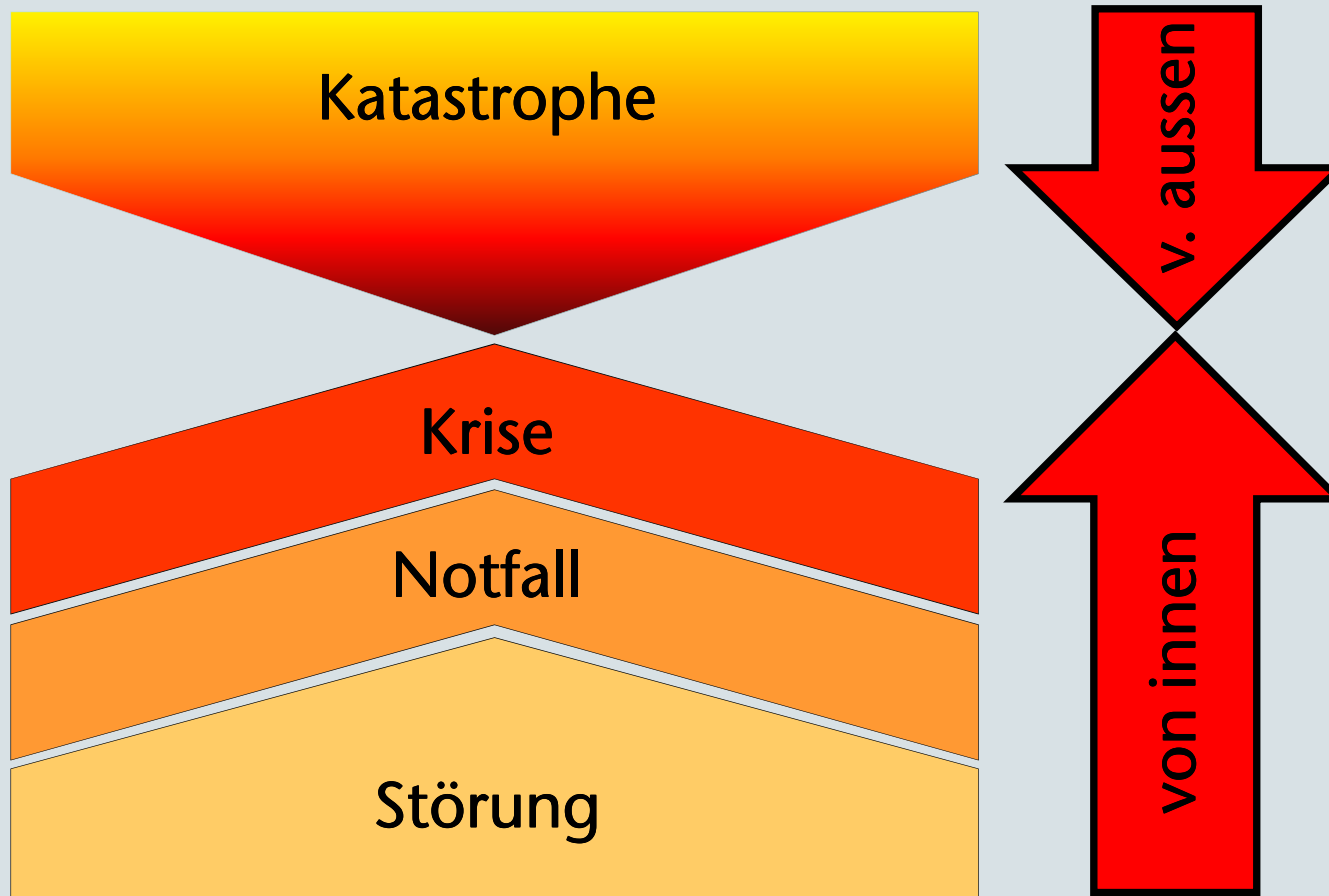 Katastrophe
v. aussen
Krise
Notfall
Störung
von innen